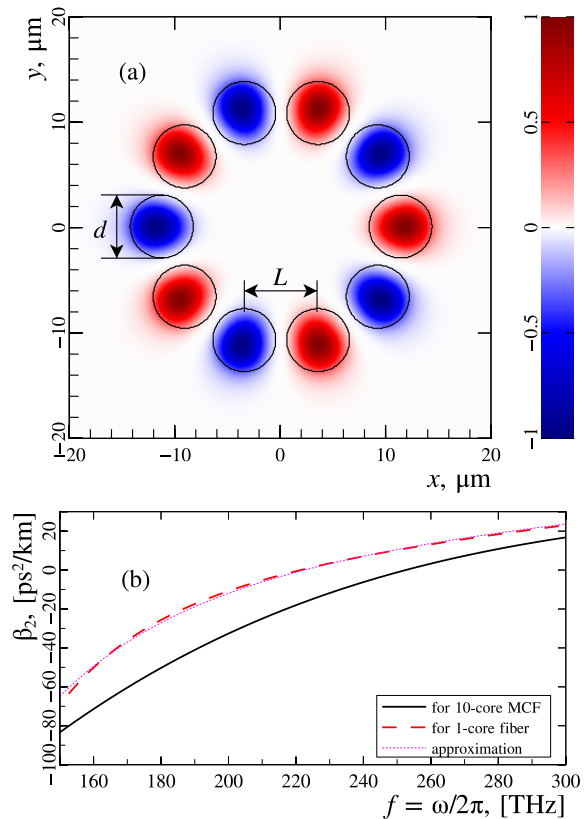 y, μm
(a)
20
10
0
−10
−20
d
L
−20
−10
0
10
20
x, μm
1
0.5
0
−0.5
−1
β₂, [ps²/km]
(b)
20
0
−20
−40
−60
−80
−100
for 10-core MCF
for 1-core fiber
approximation
160
180
200
220
240
260
280
300
f = ω/2π, [THz]